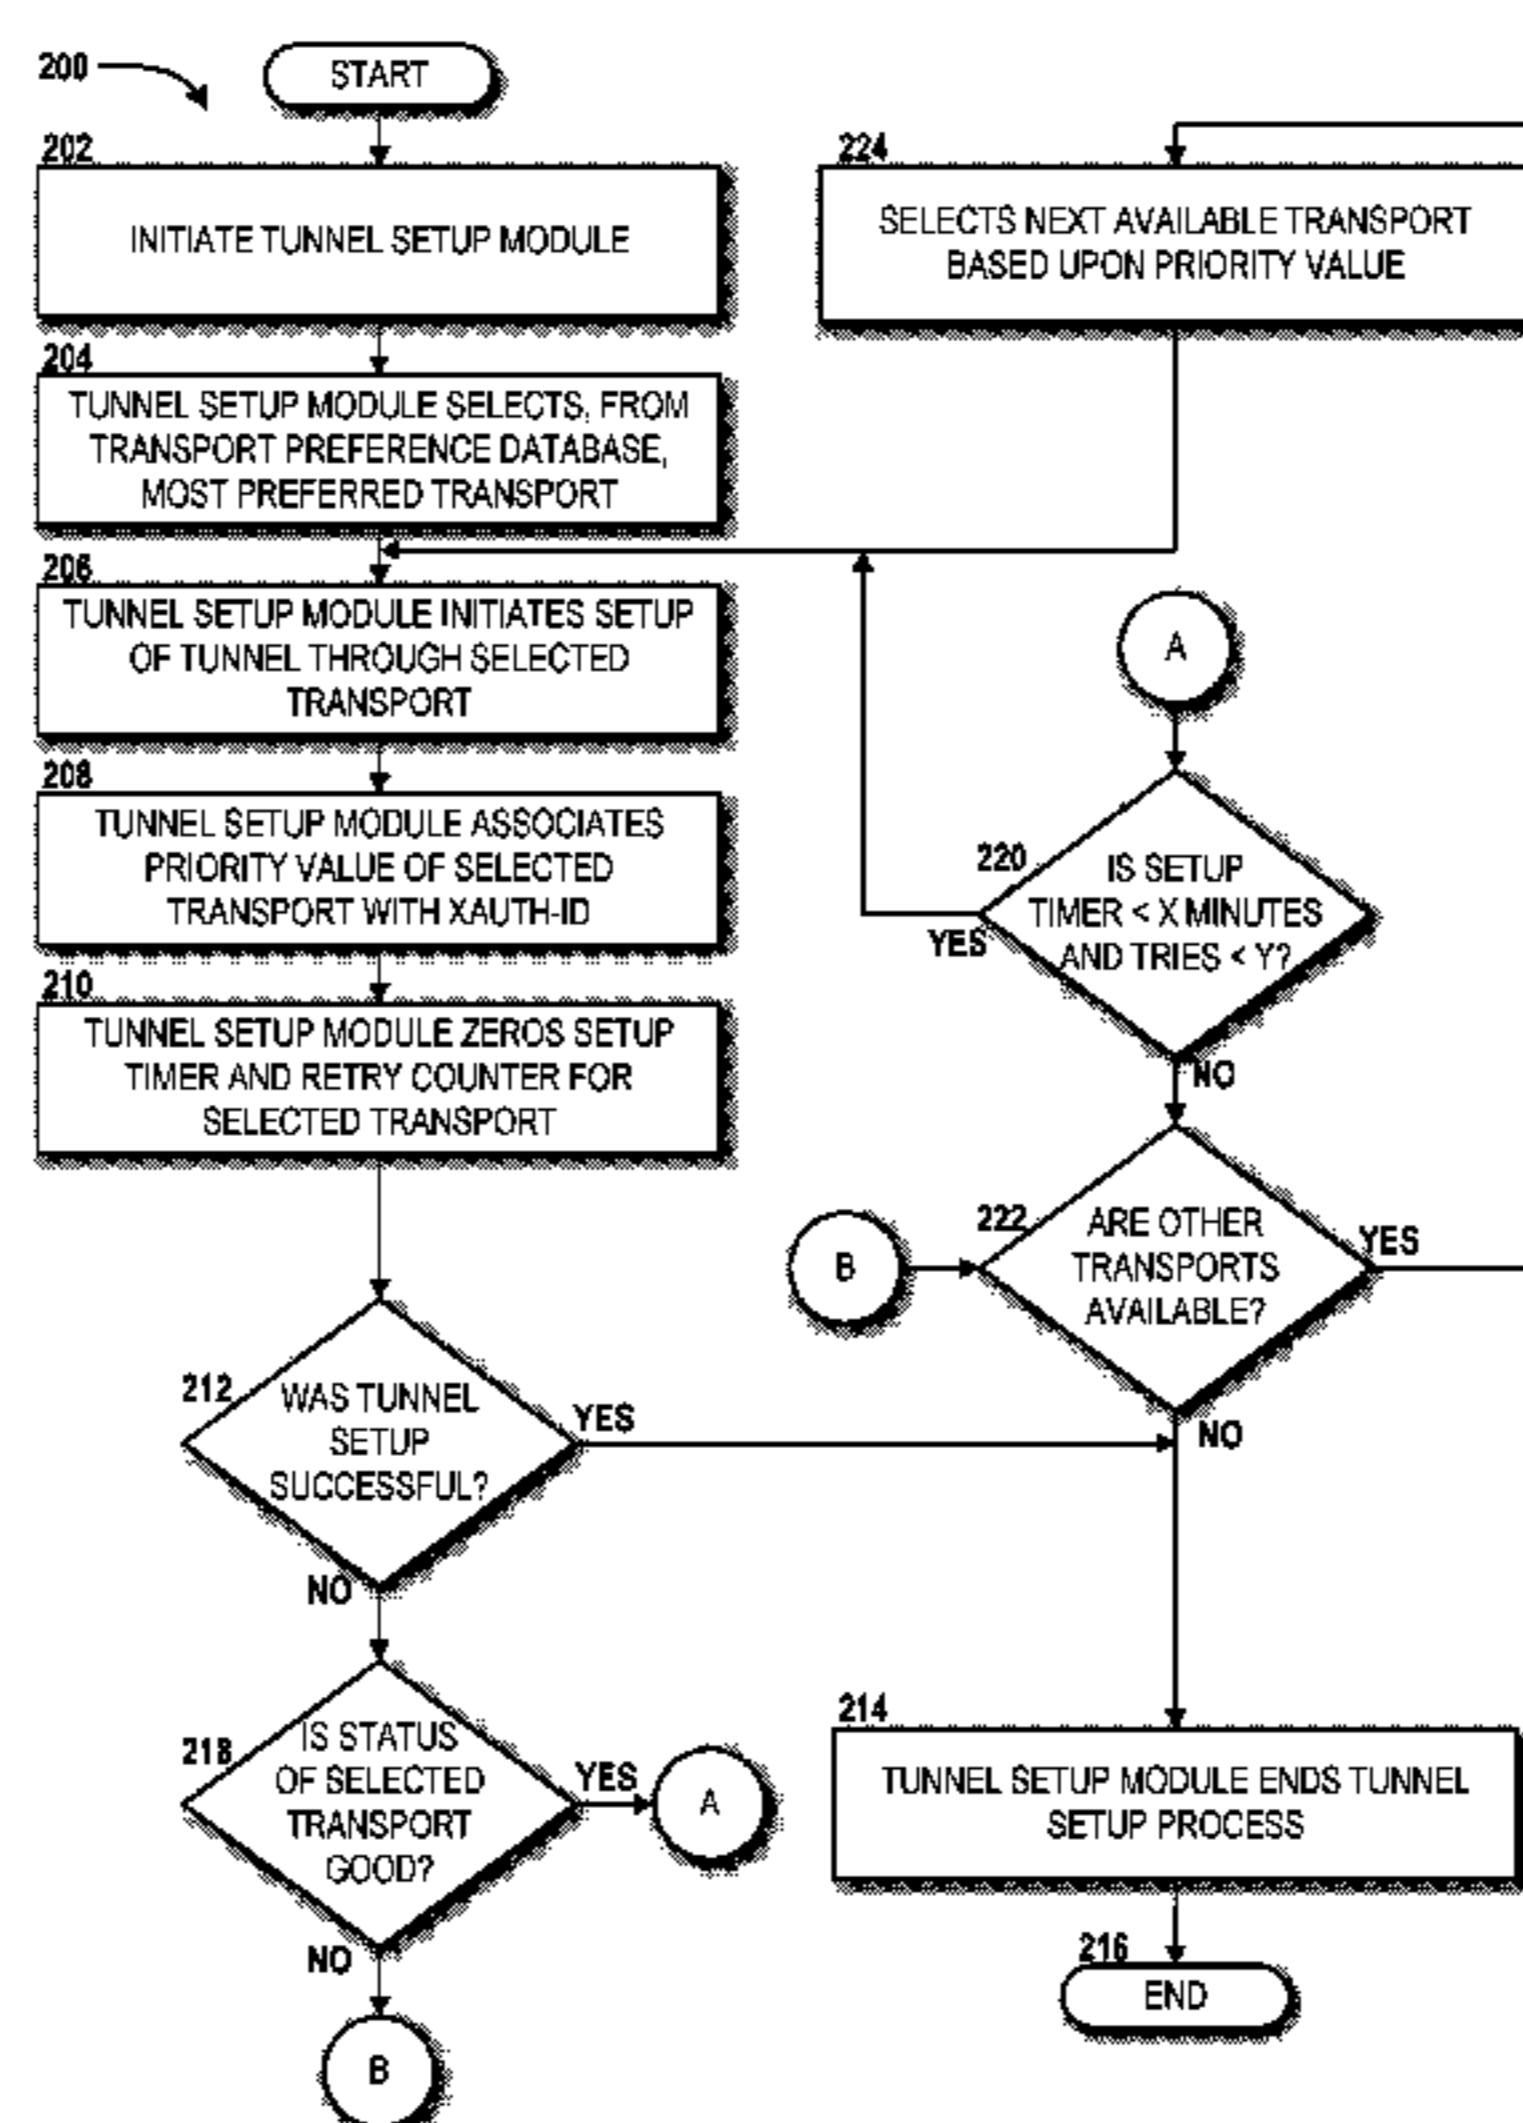 200
START
202
INITIATE TUNNEL SETUP MODULE
204
TUNNEL SETUP MODULE SELECTS, FROM
TRANSPORT PREFERENCE DATABASE,
MOST PREFERRED TRANSPORT
206
TUNNEL SETUP MODULE INITIATES SETUP
OF TUNNEL THROUGH SELECTED
TRANSPORT
208
TUNNEL SETUP MODULE ASSOCIATES
PRIORITY VALUE OF SELECTED
TRANSPORT WITH XAUTH-ID
210
TUNNEL SETUP MODULE ZEROS SETUP
TIMER AND RETRY COUNTER FOR
SELECTED TRANSPORT
212
WAS TUNNEL
SETUP
SUCCESSFUL?
YES
NO
218
IS STATUS
OF SELECTED
TRANSPORT
GOOD?
YES
A
NO
B
224
SELECTS NEXT AVAILABLE TRANSPORT
BASED UPON PRIORITY VALUE
A
220
IS SETUP
TIMER < X MINUTES
AND TRIES < Y?
YES
NO
B
222
ARE OTHER
TRANSPORTS
AVAILABLE?
YES
NO
214
TUNNEL SETUP MODULE ENDS TUNNEL
SETUP PROCESS
216
END